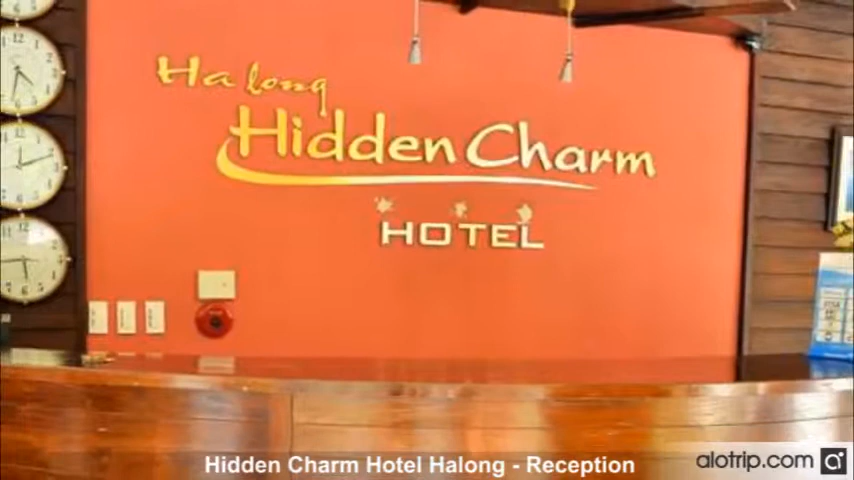 Ha long
Hidden Charm
HOTEL
Hidden Charm Hotel Halong - Reception
alotrip.com